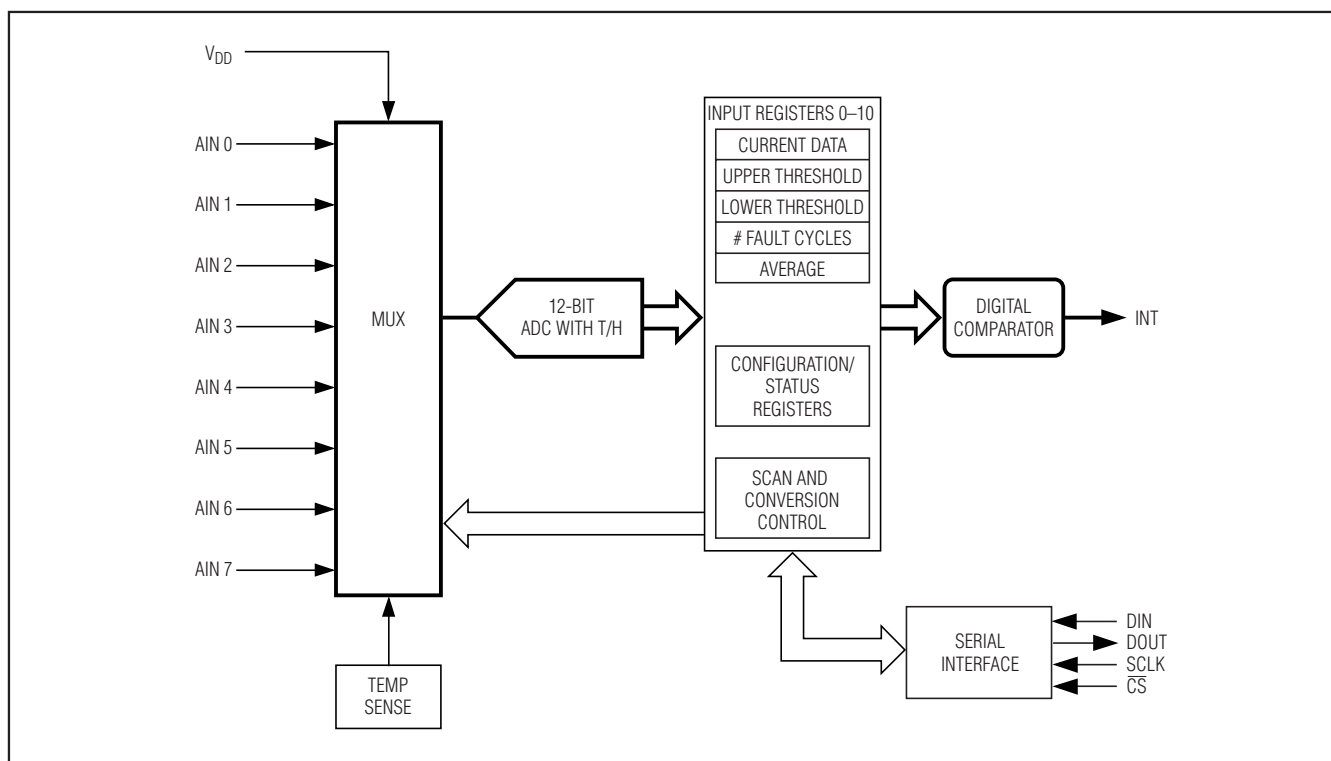 VDD
AIN 0
AIN 1
AIN 2
AIN 3
AIN 4
AIN 5
AIN 6
AIN 7
MUX
TEMP
SENSE
12-BIT
ADC WITH T/H
INPUT REGISTERS 0–10
CURRENT DATA
UPPER THRESHOLD
LOWER THRESHOLD
# FAULT CYCLES
AVERAGE
CONFIGURATION/
STATUS
REGISTERS
SCAN AND
CONVERSION
CONTROL
DIGITAL
COMPARATOR
INT
SERIAL
INTERFACE
DIN
DOUT
SCLK
C̅S̅